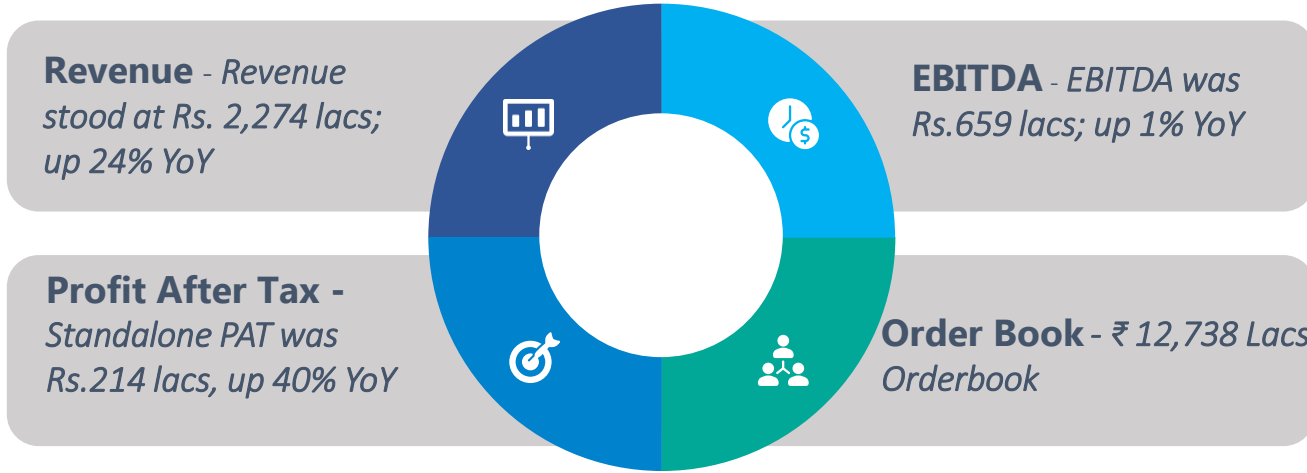 Revenue - Revenue
stood at Rs. 2,274 lacs;
up 24% YoY
EBITDA - EBITDA was
Rs.659 lacs; up 1% YoY
Profit After Tax -
Standalone PAT was
Rs.214 lacs, up 40% YoY
Order Book - ₹ 12,738 Lacs
Orderbook
$